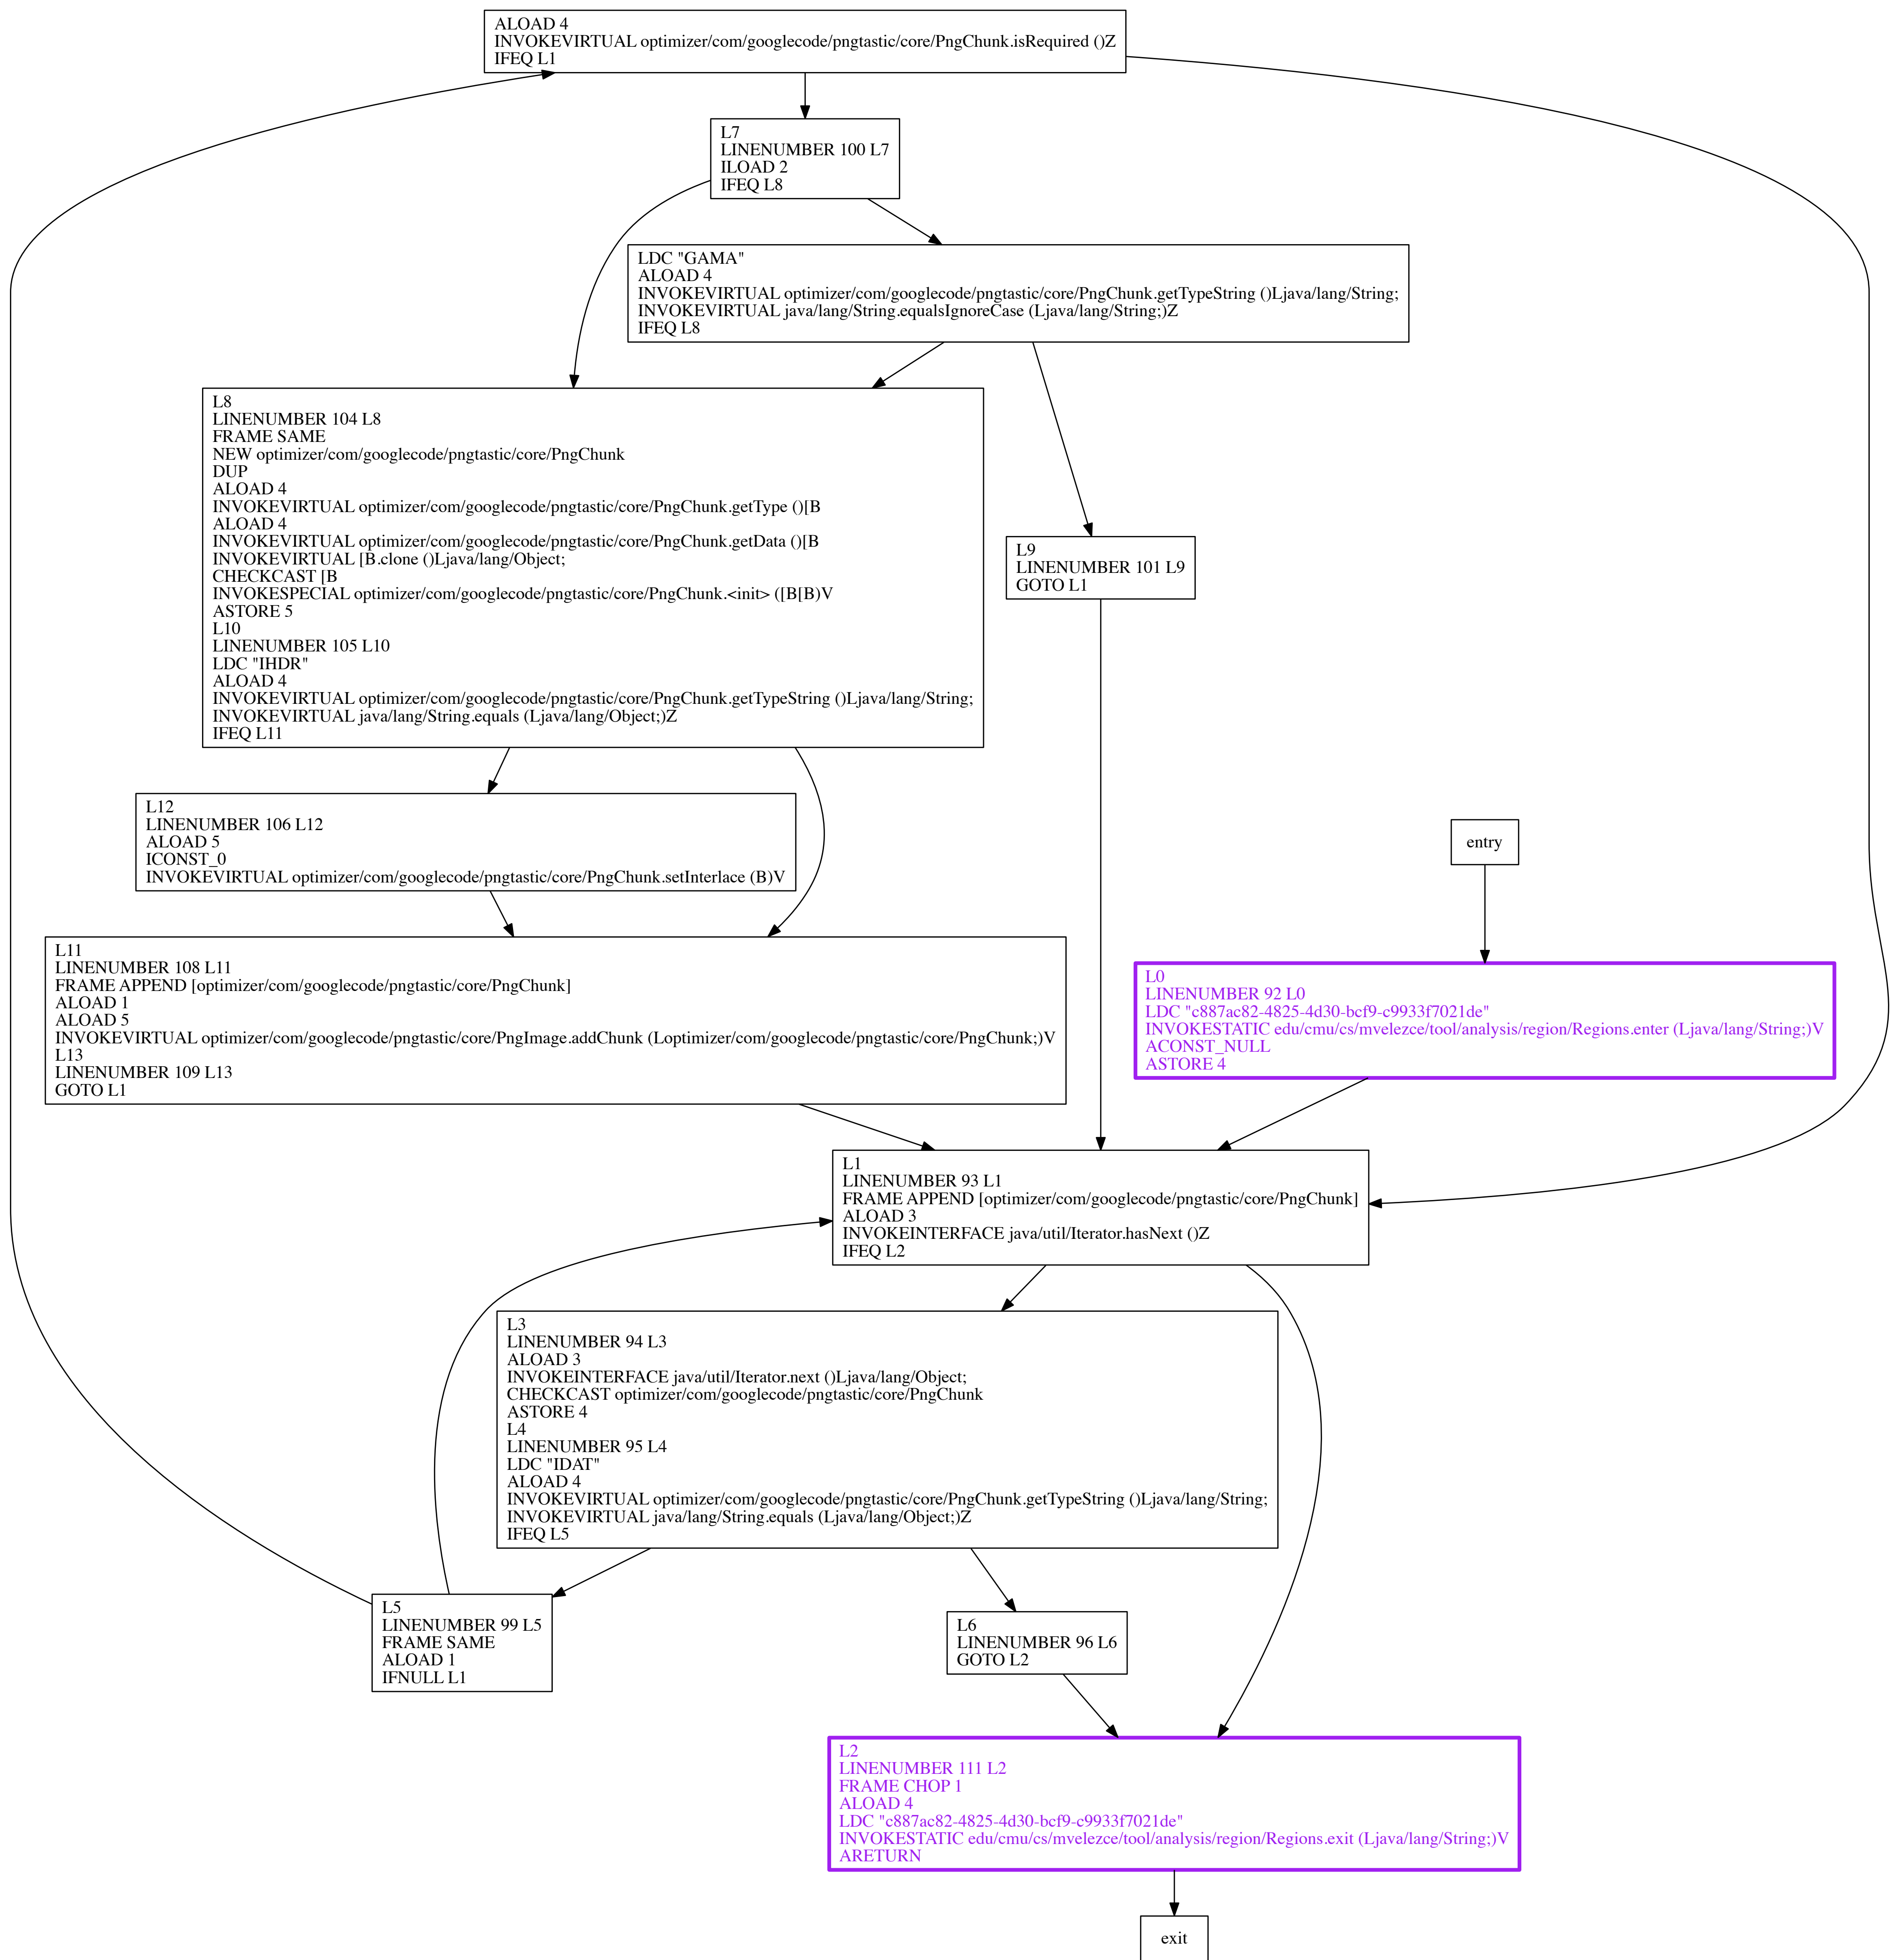 ALOAD 4
INVOKEVIRTUAL optimizer/com/googlecode/pngtastic/core/PngChunk.isRequired ()Z
IFEQ L1
L7
LINENUMBER 100 L7
ILOAD 2
IFEQ L8
LDC "GAMA"
ALOAD 4
INVOKEVIRTUAL optimizer/com/googlecode/pngtastic/core/PngChunk.getTypeString ()Ljava/lang/String;
INVOKEVIRTUAL java/lang/String.equalsIgnoreCase (Ljava/lang/String;)Z
IFEQ L8
L8
LINENUMBER 104 L8
FRAME SAME
NEW optimizer/com/googlecode/pngtastic/core/PngChunk
DUP
ALOAD 4
INVOKEVIRTUAL optimizer/com/googlecode/pngtastic/core/PngChunk.getType ()[B
ALOAD 4
INVOKEVIRTUAL optimizer/com/googlecode/pngtastic/core/PngChunk.getData ()[B
INVOKEVIRTUAL [B.clone ()Ljava/lang/Object;
CHECKCAST [B
INVOKESPECIAL optimizer/com/googlecode/pngtastic/core/PngChunk.<init> ([B[B)V
ASTORE 5
L10
LINENUMBER 105 L10
LDC "IHDR"
ALOAD 4
INVOKEVIRTUAL optimizer/com/googlecode/pngtastic/core/PngChunk.getTypeString ()Ljava/lang/String;
INVOKEVIRTUAL java/lang/String.equals (Ljava/lang/Object;)Z
IFEQ L11
L9
LINENUMBER 101 L9
GOTO L1
L12
LINENUMBER 106 L12
ALOAD 5
ICONST_0
INVOKEVIRTUAL optimizer/com/googlecode/pngtastic/core/PngChunk.setInterlace (B)V
entry
L11
LINENUMBER 108 L11
FRAME APPEND [optimizer/com/googlecode/pngtastic/core/PngChunk]
ALOAD 1
ALOAD 5
INVOKEVIRTUAL optimizer/com/googlecode/pngtastic/core/PngImage.addChunk (Loptimizer/com/googlecode/pngtastic/core/PngChunk;)V
L13
LINENUMBER 109 L13
GOTO L1
L0
LINENUMBER 92 L0
LDC "c887ac82-4825-4d30-bcf9-c9933f7021de"
INVOKESTATIC edu/cmu/cs/mvelezce/tool/analysis/region/Regions.enter (Ljava/lang/String;)V
ACONST_NULL
ASTORE 4
L1
LINENUMBER 93 L1
FRAME APPEND [optimizer/com/googlecode/pngtastic/core/PngChunk]
ALOAD 3
INVOKEINTERFACE java/util/Iterator.hasNext ()Z
IFEQ L2
L3
LINENUMBER 94 L3
ALOAD 3
INVOKEINTERFACE java/util/Iterator.next ()Ljava/lang/Object;
CHECKCAST optimizer/com/googlecode/pngtastic/core/PngChunk
ASTORE 4
L4
LINENUMBER 95 L4
LDC "IDAT"
ALOAD 4
INVOKEVIRTUAL optimizer/com/googlecode/pngtastic/core/PngChunk.getTypeString ()Ljava/lang/String;
INVOKEVIRTUAL java/lang/String.equals (Ljava/lang/Object;)Z
IFEQ L5
L5
LINENUMBER 99 L5
FRAME SAME
ALOAD 1
IFNULL L1
L6
LINENUMBER 96 L6
GOTO L2
L2
LINENUMBER 111 L2
FRAME CHOP 1
ALOAD 4
LDC "c887ac82-4825-4d30-bcf9-c9933f7021de"
INVOKESTATIC edu/cmu/cs/mvelezce/tool/analysis/region/Regions.exit (Ljava/lang/String;)V
ARETURN
exit